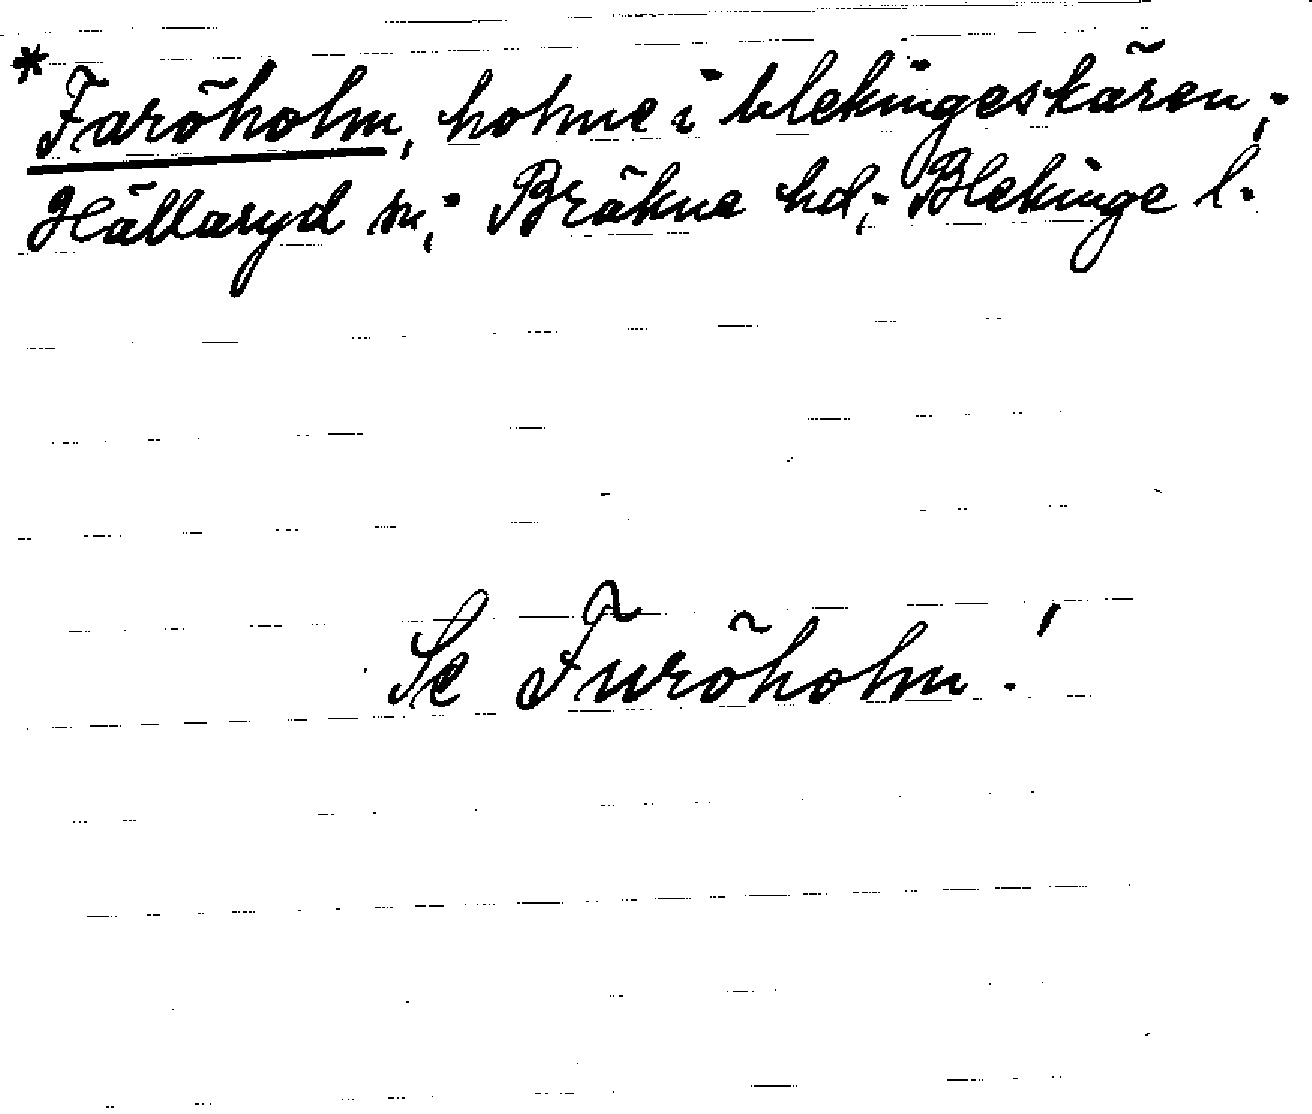 * Faröholm, holme i blekingeskären;
Hällaryd sn; Bräkne hd; Blekinge l.
Se Furöholm!